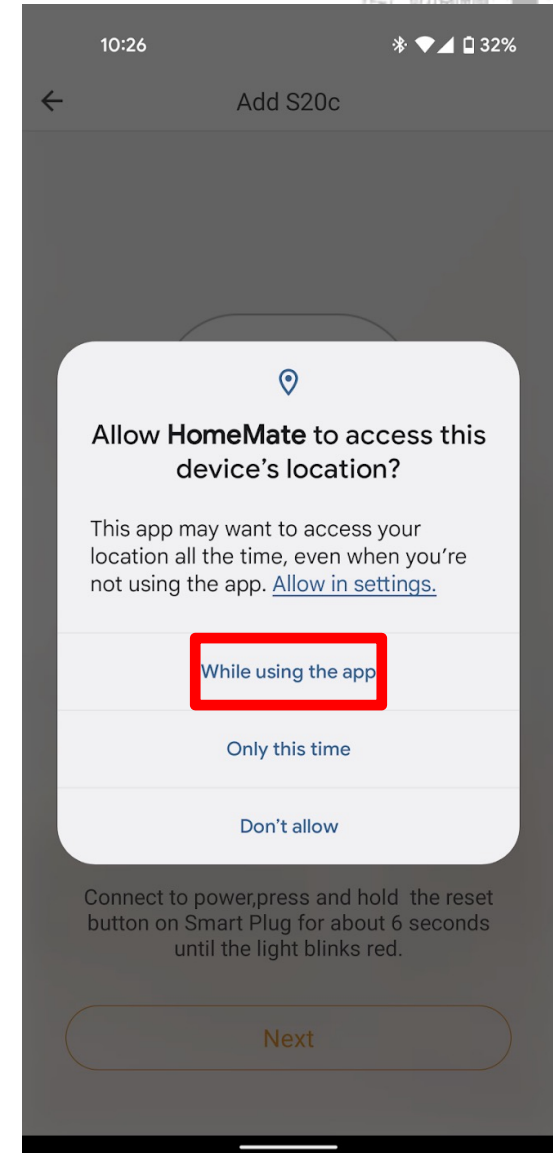 10:26 32%
Add S20c
Allow HomeMate to access this
device's location?
This app may want to access your
location all the time, even when you're
not using the app. Allow in settings.
While using the app
Only this time
Don't allow
Connect to power,press and hold the reset
button on Smart Plug for about 6 seconds
until the light blinks red.
Next